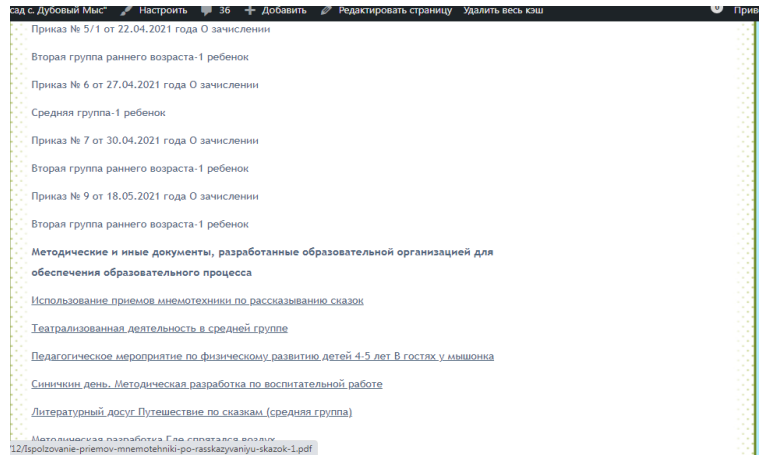 сад с. Дубовый Мыс" Настроить 36 Добавить Редактировать страницу Удалить весь кэш 0 Прив
Приказ № 5/1 от 22.04.2021 года О зачислении
Вторая группа раннего возраста-1 ребенок
Приказ № 6 от 27.04.2021 года О зачислении
Средняя группа-1 ребенок
Приказ № 7 от 30.04.2021 года О зачислении
Вторая группа раннего возраста-1 ребенок
Приказ № 9 от 18.05.2021 года О зачислении
Вторая группа раннего возраста-1 ребенок
Методические и иные документы, разработанные образовательной организацией для
обеспечения образовательного процесса
Использование приемов мнемотехники по рассказыванию сказок
Театрализованная деятельность в средней группе
Педагогическое мероприятие по физическому развитию детей 4-5 лет В гостях у мышонка
Синичкин день. Методическая разработка по воспитательной работе
Литературный досуг Путешествие по сказкам (средняя группа)
Методическая разработка Где спрятался воздух
/12/Ispolzovanie-priemov-mnemotehniki-po-rasskazyvaniyu-skazok-1.pdf